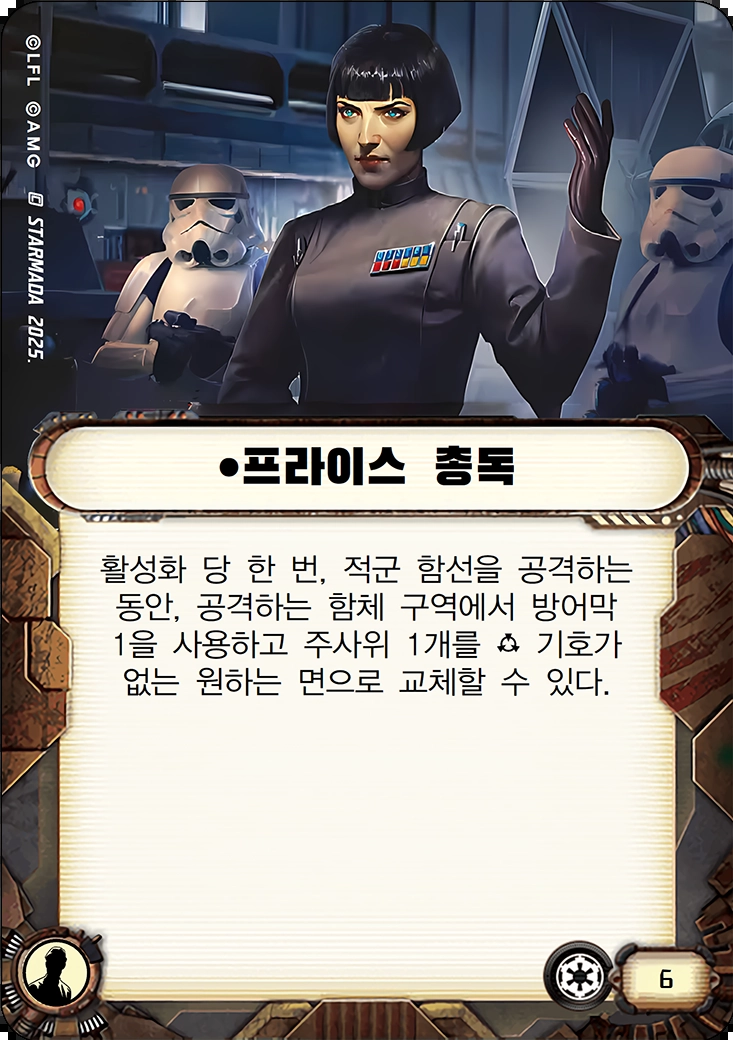 ©LFL ©AMG STARMADA 2025.
•프라이스 총독
활성화 당 한 번, 적군 함선을 공격하는
동안, 공격하는 함체 구역에서 방어막
1을 사용하고 주사위 1개를 기호가
없는 원하는 면으로 교체할 수 있다.
6